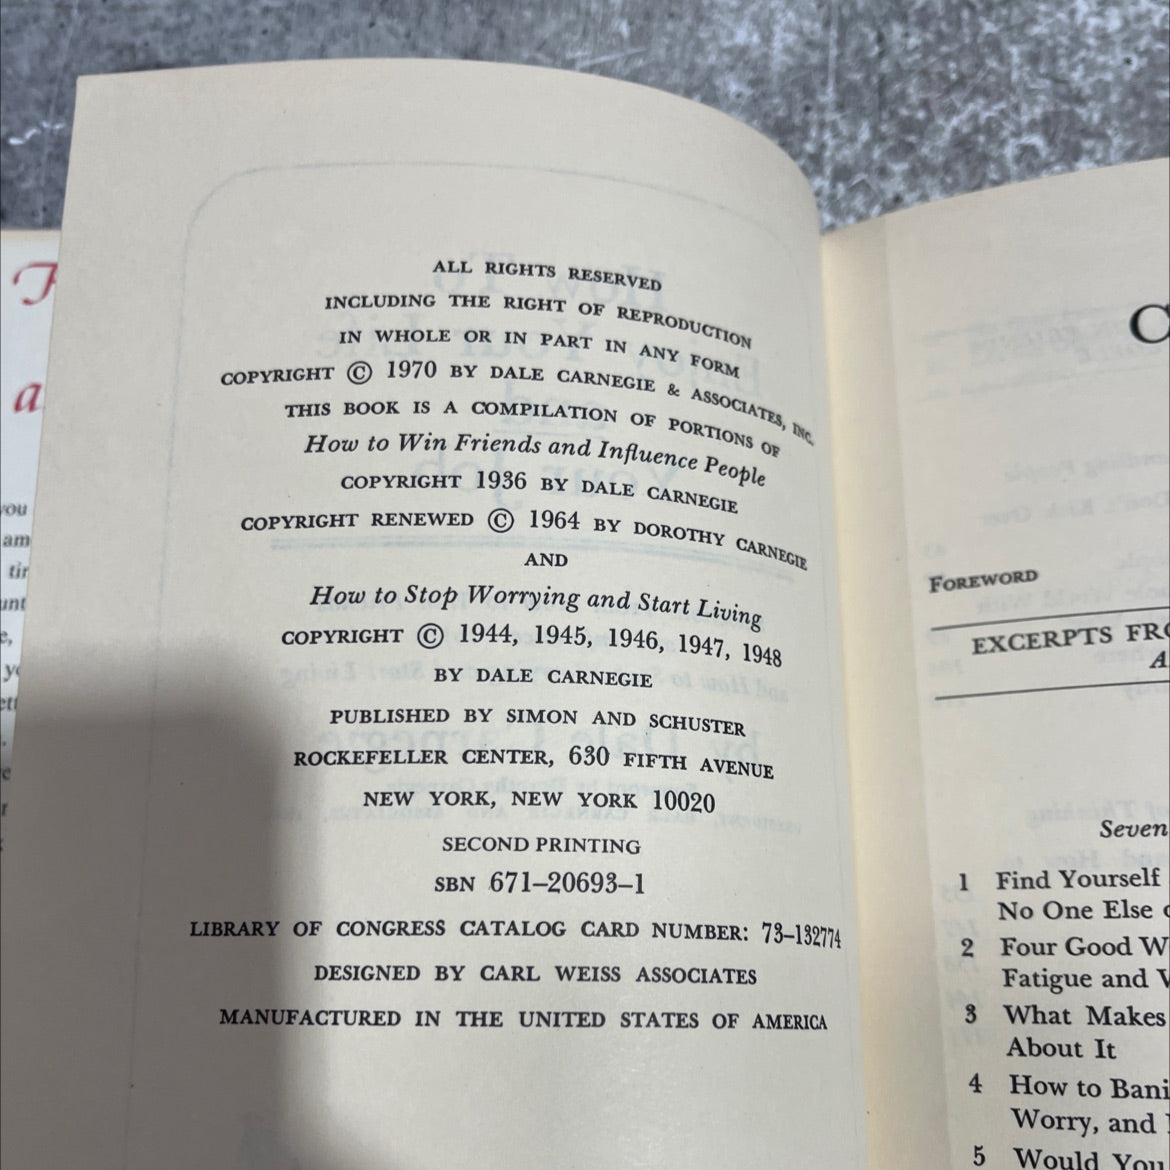 ALL RIGHTS RESERVED
INCLUDING THE RIGHT OF REPRODUCTION
IN WHOLE OR IN PART IN ANY FORM
COPYRIGHT © 1970 BY DALE CARNEGIE & ASSOCIATES, INC.
THIS BOOK IS A COMPILATION OF PORTIONS OF
How to Win Friends and Influence People
COPYRIGHT 1936 BY DALE CARNEGIE
COPYRIGHT RENEWED © 1964 BY DOROTHY CARNEGIE
AND
How to Stop Worrying and Start Living
COPYRIGHT © 1944, 1945, 1946, 1947, 1948
BY DALE CARNEGIE
PUBLISHED BY SIMON AND SCHUSTER
ROCKEFELLER CENTER, 630 FIFTH AVENUE
NEW YORK, NEW YORK 10020
SECOND PRINTING
SBN 671–20693–1
LIBRARY OF CONGRESS CATALOG CARD NUMBER: 73–132774
DESIGNED BY CARL WEISS ASSOCIATES
MANUFACTURED IN THE UNITED STATES OF AMERICA
FOREWORD
EXCERPTS
Seven
1 Find Yourself
No One Else
2 Four Good
Fatigue and
3 What Makes
About It
4 How to
Worry, and
5 Would You